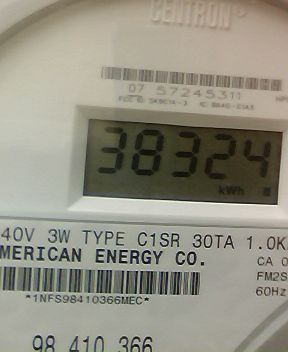 CENTRON
07 57245311
38324
kWh
40V 3W TYPE C1SR 30TA 1.0K
MERICAN ENERGY CO.
CA 0
FM2S
60Hz
*1NFS98410366MEC*
98 410 366